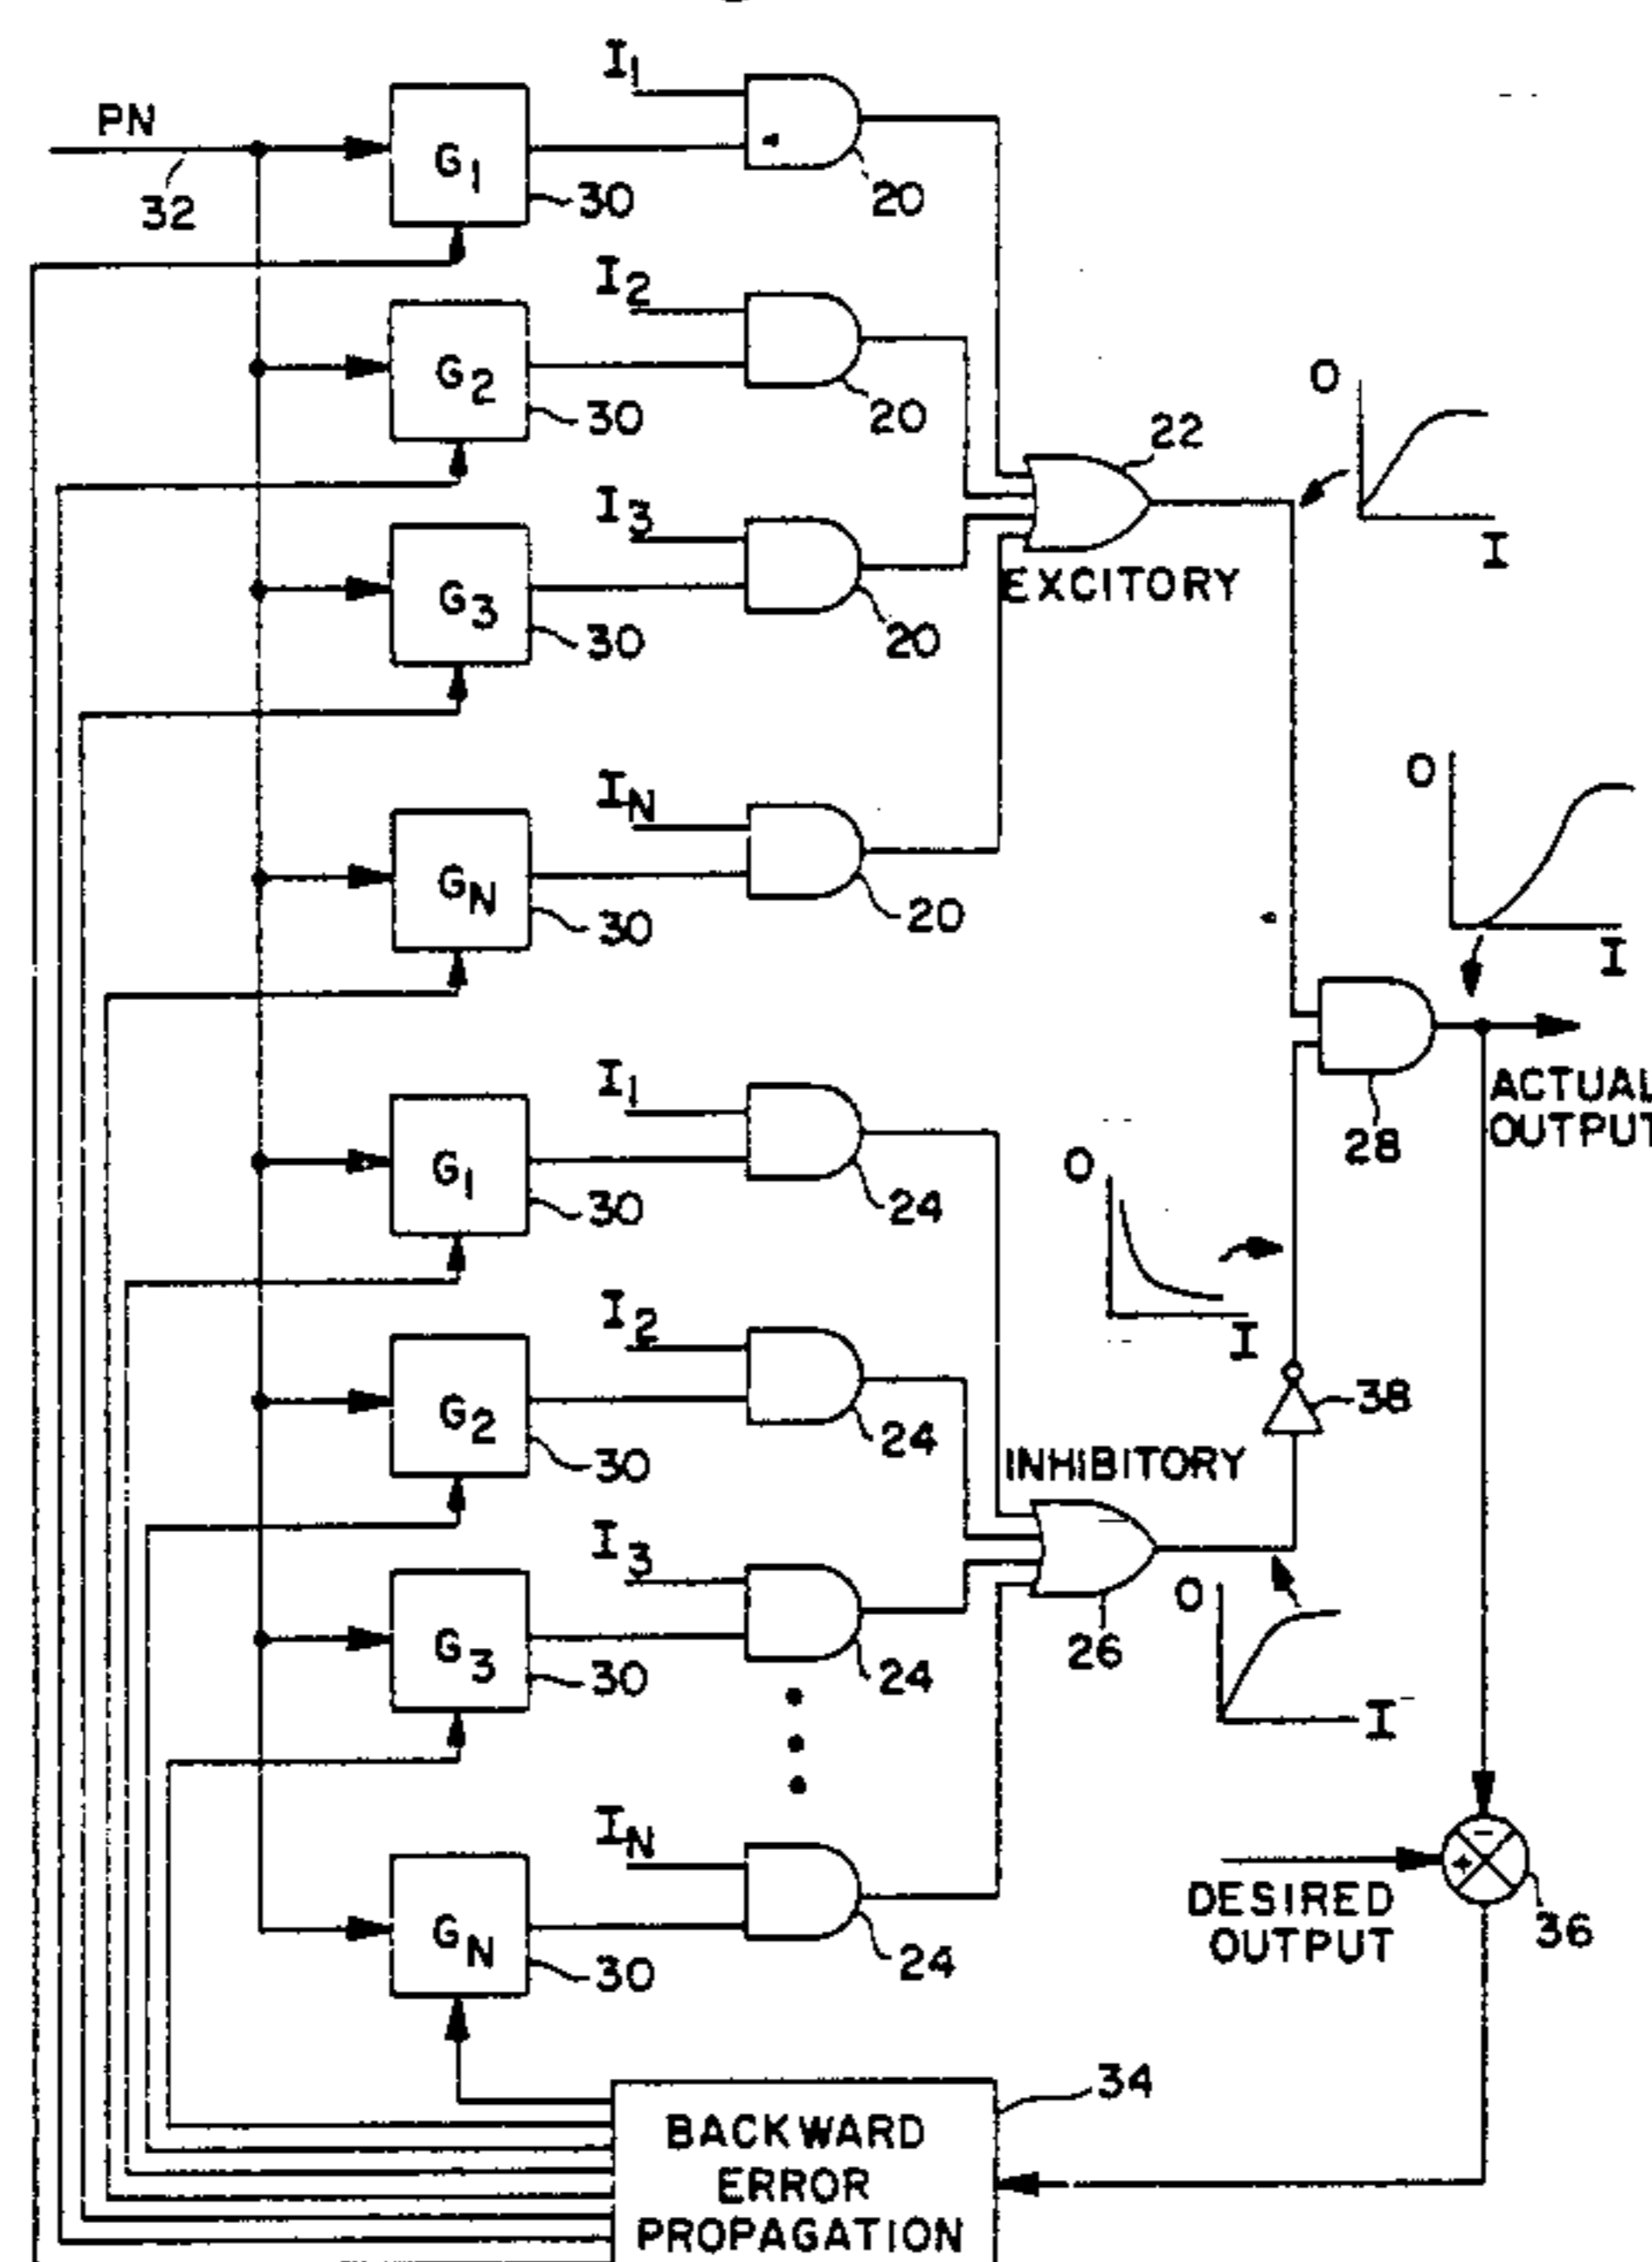 PN
32
G1
30
I1
20
G2
30
I2
20
G3
30
I3
20
GN
30
IN
20
22
EXCITORY
O
I
O
I
28
ACTUAL
OUTPUT
G1
30
I1
24
G2
30
I2
24
G3
30
I3
24
GN
30
IN
24
O
I
38
INHIBITORY
26
O
I
+
−
DESIRED
OUTPUT
36
34
BACKWARD
ERROR
PROPAGATION